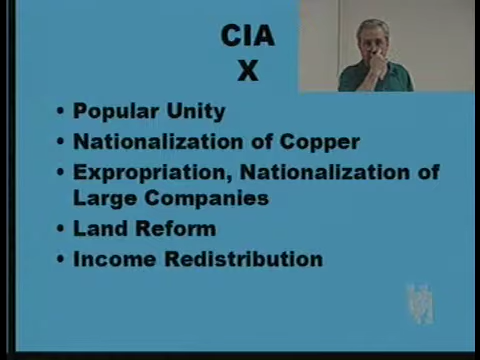 CIA
X
• Popular Unity
• Nationalization of Copper
• Expropriation, Nationalization of
Large Companies
• Land Reform
• Income Redistribution